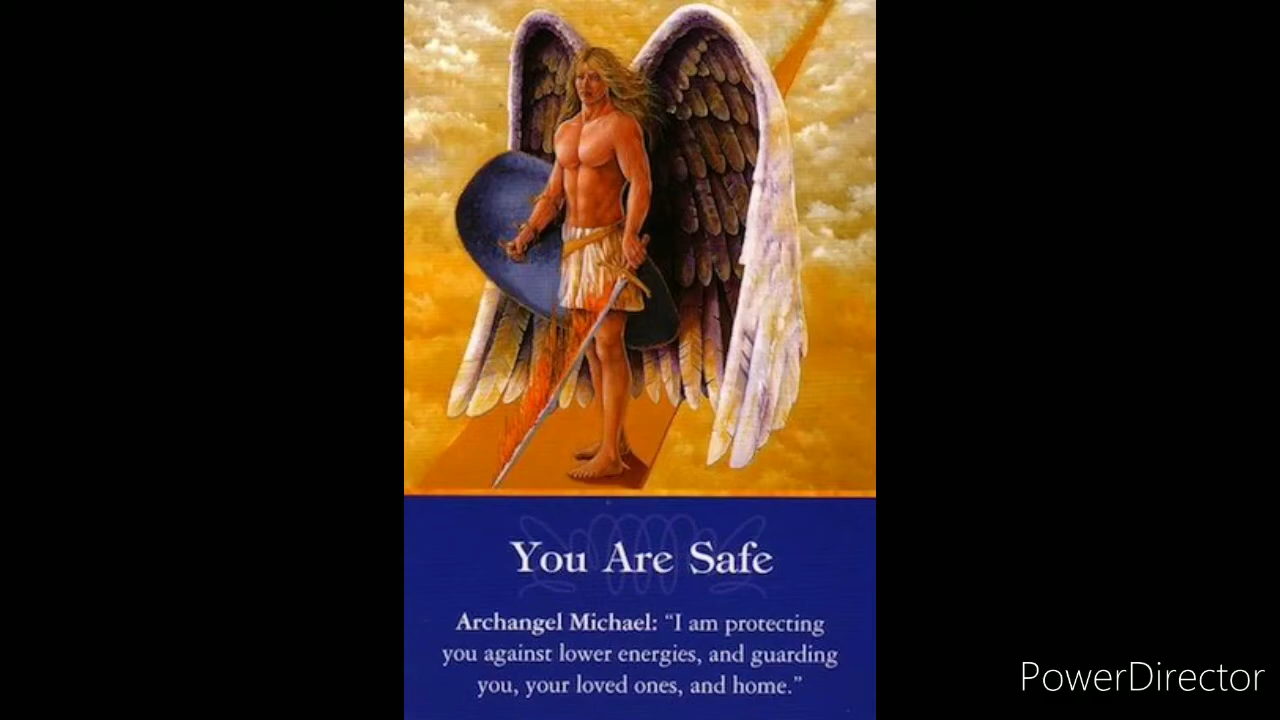 You Are Safe
Archangel Michael: “I am protecting
you against lower energies, and guarding
you, your loved ones, and home.”
PowerDirector